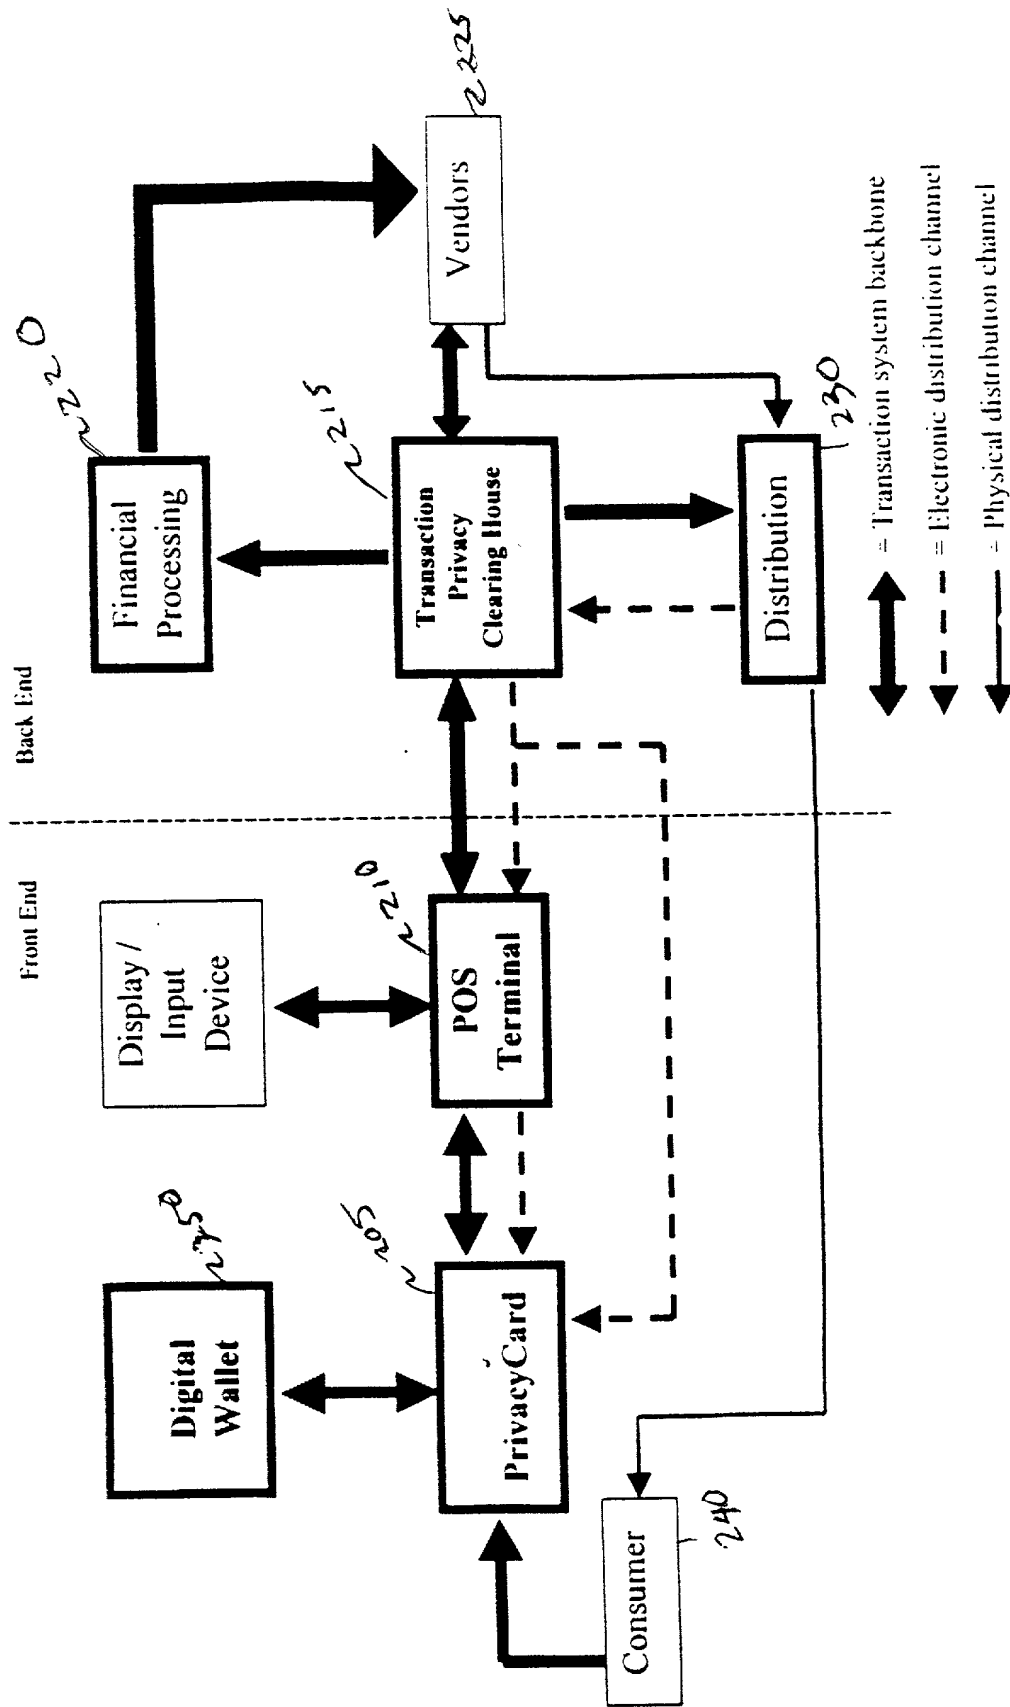 Front End
Back End
Digital
Wallet
250
Display /
Input
Device
Financial
Processing
220
PrivacyCard
205
POS
Terminal
210
Transaction
Privacy
Clearing House
215
Vendors
225
Consumer
240
Distribution
230
= Transaction system backbone
= Electronic distribution channel
= Physical distribution channel